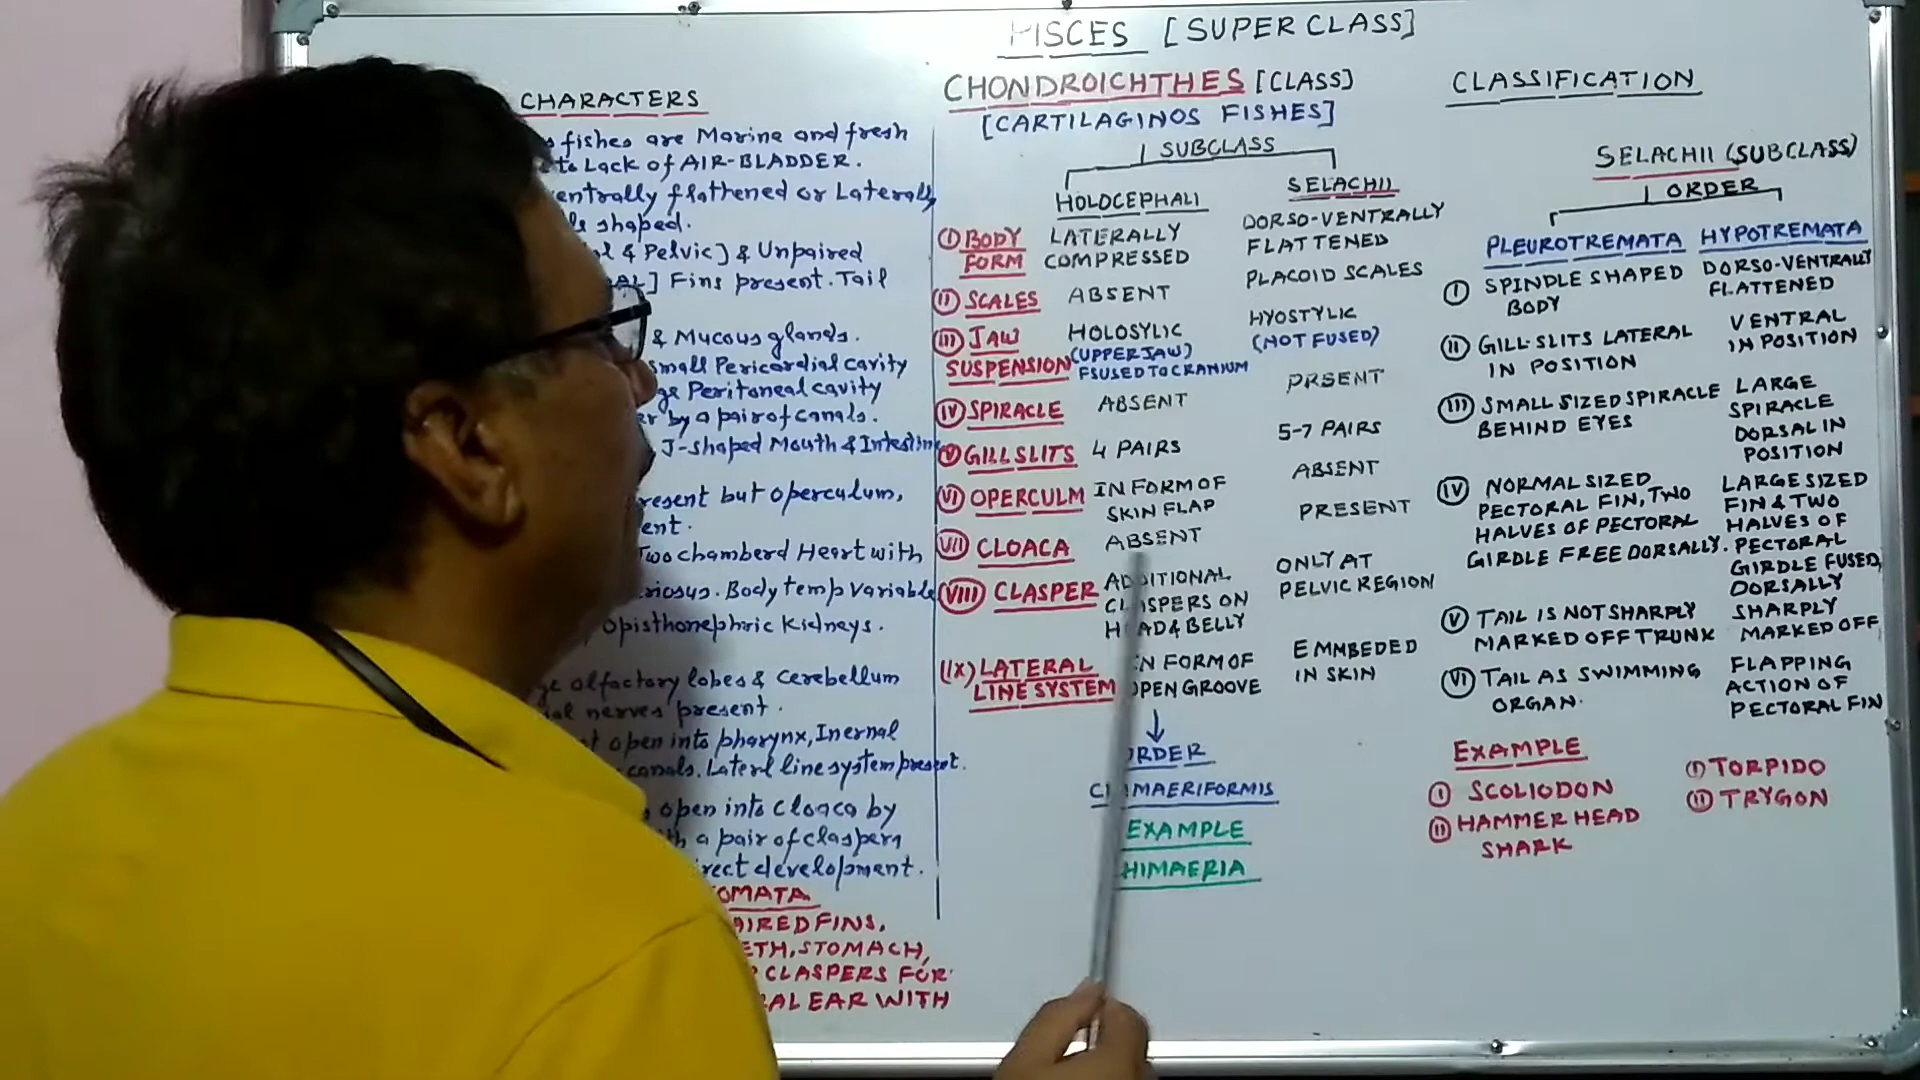 PISCES [SUPER CLASS]
CHARACTERS
fishes are Marine and fresh
to Lack of AIR-BLADDER.
entrally flathened or Laterally
shaped.
& Pelvic] & Unpaired
] Fins present. Tail
& Mucous glands.
small Pericardial cavity
Peritoneal cavity
by a pair of canals.
J-shaped Mouth & Intestine
resent but operculum,
ent.
Two chamberd Heart with
nosus. Body temp variable
opisthonephric kidneys.
olfactory lobes & Cerebellum
nerves present.
open into pharynx, Inernal
canals. Laterl line system present.
open into cloaca by
a pair of claspers
rect development.
OMATA
AIRED FINS,
ETH, STOMACH,
CLASPERS FOR
AL EAR WITH
CHONDROICHTHES [CLASS]
[CARTILAGINOS FISHES]
SUBCLASS
HOLOCEPHALI SELACHII
I BODY FORM LATERALLY COMPRESSED DORSO-VENTRALLY FLATTENED
II SCALES ABSENT PLACOID SCALES
III JAW SUSPENSION HOLOSYLIC (UPPER JAW) FSUSED TO CRANIUM HYOSTYLIC (NOT FUSED)
IV SPIRACLE ABSENT PRSENT
V GILL SLITS 4 PAIRS 5-7 PAIRS
VI OPERCULM IN FORM OF SKIN FLAP ABSENT
VII CLOACA ABSENT PRESENT
VIII CLASPER ADDITIONAL CLASPERS ON HEAD & BELLY ONLY AT PELVIC REGION
(IX) LATERAL LINE SYSTEM IN FORM OF OPEN GROOVE EMMBEDED IN SKIN
ORDER
CHIMAERIFORMIS
EXAMPLE
HIMAERIA
CLASSIFICATION
SELACHII (SUBCLASS)
ORDER
PLEUROTREMATA HYPOTREMATA
I SPINDLE SHAPED BODY DORSO-VENTRALLY FLATTENED
II GILL SLITS LATERAL IN POSITION VENTRAL IN POSITION
III SMALL SIZED SPIRACLE BEHIND EYES LARGE SPIRACLE DORSAL IN POSITION
IV NORMAL SIZED PECTORAL FIN, TWO HALVES OF PECTORAL GIRDLE FREE DORSALLY. LARGE SIZED FIN & TWO HALVES OF PECTORAL GIRDLE FUSED, DORSALLY
V TAIL IS NOT SHARPLY MARKED OFF TRUNK SHARPLY MARKED OFF
VI TAIL AS SWIMMING ORGAN. FLAPPING ACTION OF PECTORAL FIN
EXAMPLE
I SCOLIODON I TORPIDO
II HAMMER HEAD SHARK II TRYGON